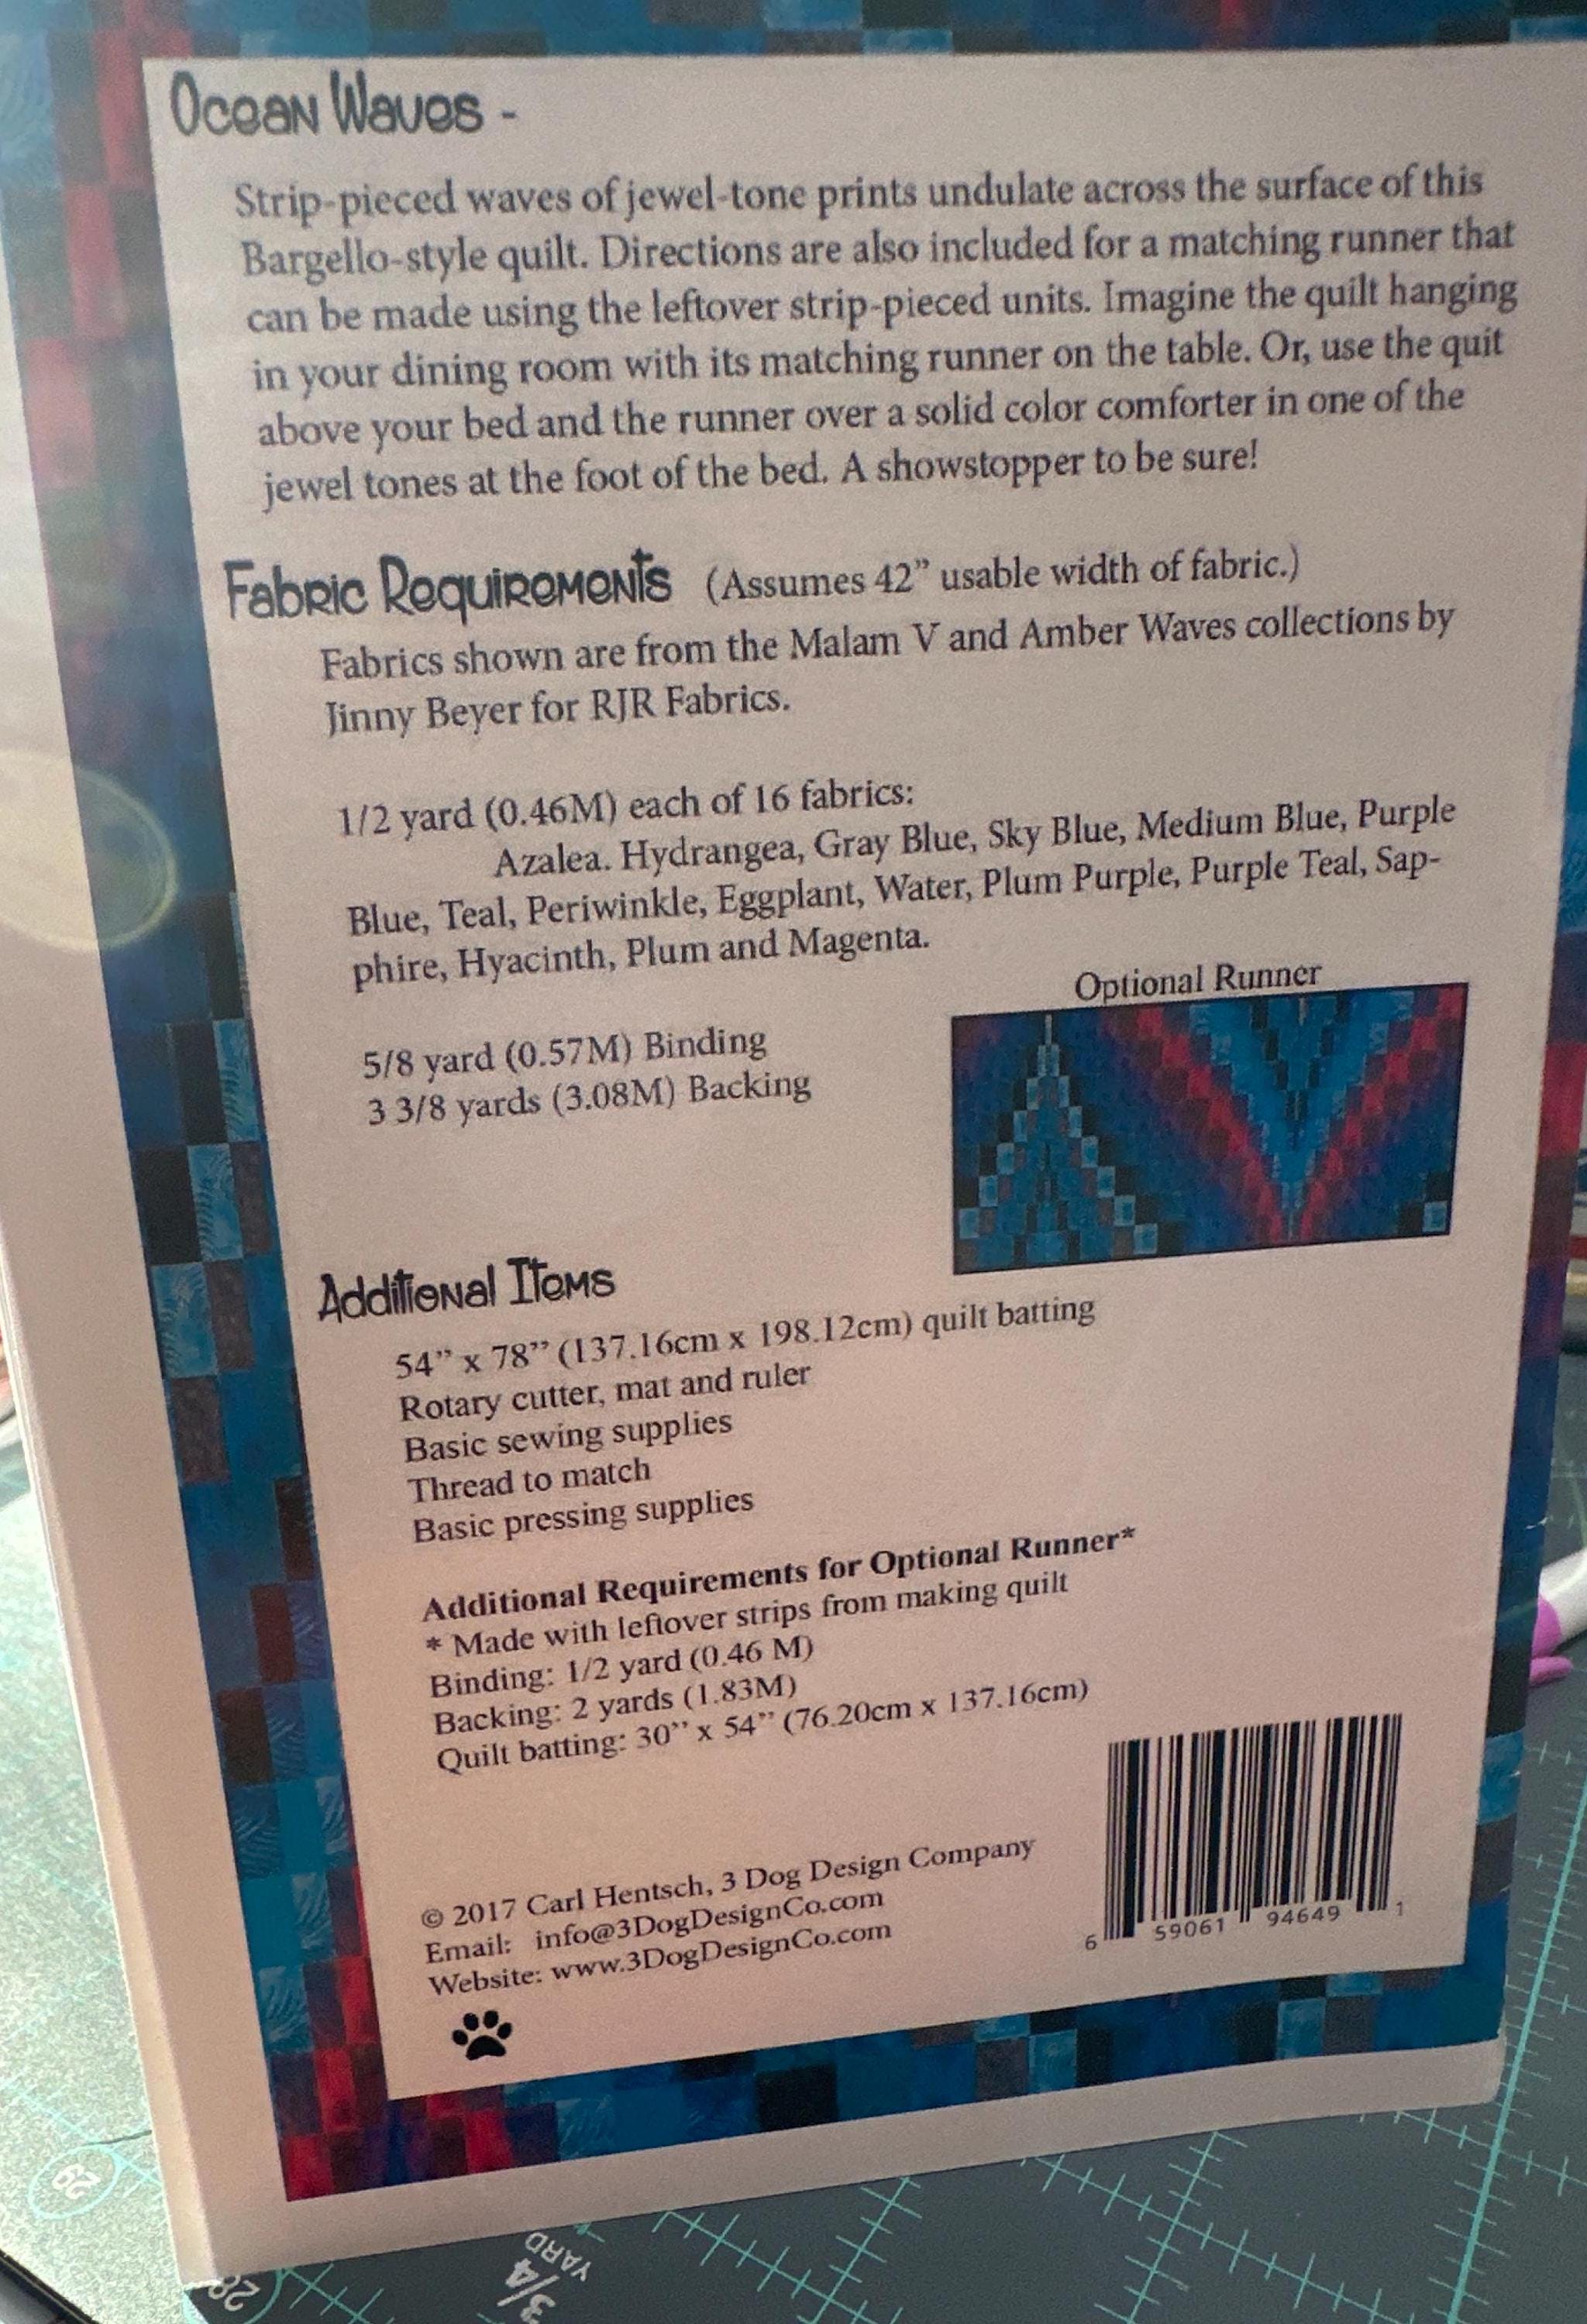 Ocean Waves -
Strip-pieced waves of jewel-tone prints undulate across the surface of this
Bargello-style quilt. Directions are also included for a matching runner that
can be made using the leftover strip-pieced units. Imagine the quilt hanging
in your dining room with its matching runner on the table. Or, use the quit
above your bed and the runner over a solid color comforter in one of the
jewel tones at the foot of the bed. A showstopper to be sure!
Fabric Requirements (Assumes 42” usable width of fabric.)
Fabrics shown are from the Malam V and Amber Waves collections by
Jinny Beyer for RJR Fabrics.
1/2 yard (0.46M) each of 16 fabrics:
Azalea. Hydrangea, Gray Blue, Sky Blue, Medium Blue, Purple
Blue, Teal, Periwinkle, Eggplant, Water, Plum Purple, Purple Teal, Sap-
phire, Hyacinth, Plum and Magenta.
Optional Runner
5/8 yard (0.57M) Binding
3 3/8 yards (3.08M) Backing
Additional Items
54” x 78” (137.16cm x 198.12cm) quilt batting
Rotary cutter, mat and ruler
Basic sewing supplies
Thread to match
Basic pressing supplies
Additional Requirements for Optional Runner*
* Made with leftover strips from making quilt
Binding: 1/2 yard (0.46 M)
Backing: 2 yards (1.83M)
Quilt batting: 30” x 54” (76.20cm x 137.16cm)
© 2017 Carl Hentsch, 3 Dog Design Company
Email: info@3DogDesignCo.com
Website: www.3DogDesignCo.com
6 59061 94649 1
29
28
3/4 YARD